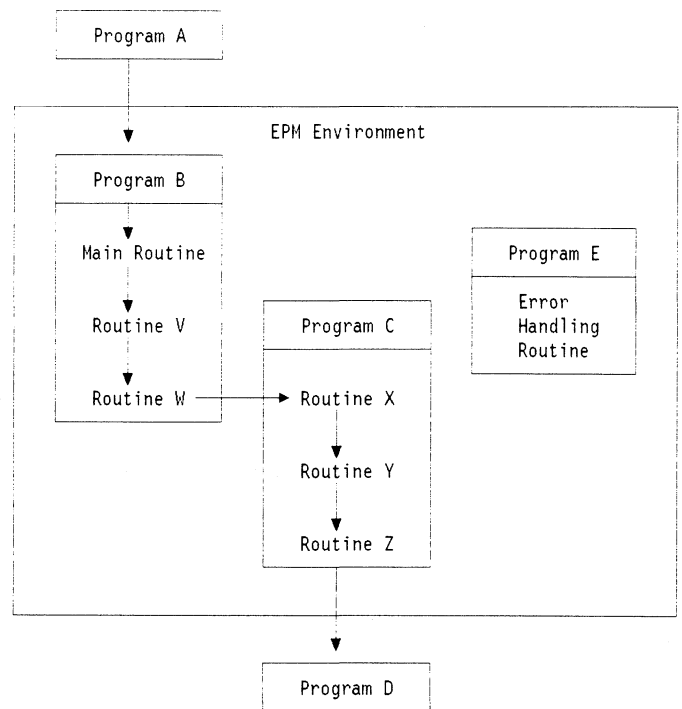 Program A
EPM Environment
Program B
Main Routine
Routine V
Routine W
Program C
Routine X
Routine Y
Routine Z
Program E
Error
Handling
Routine
Program D